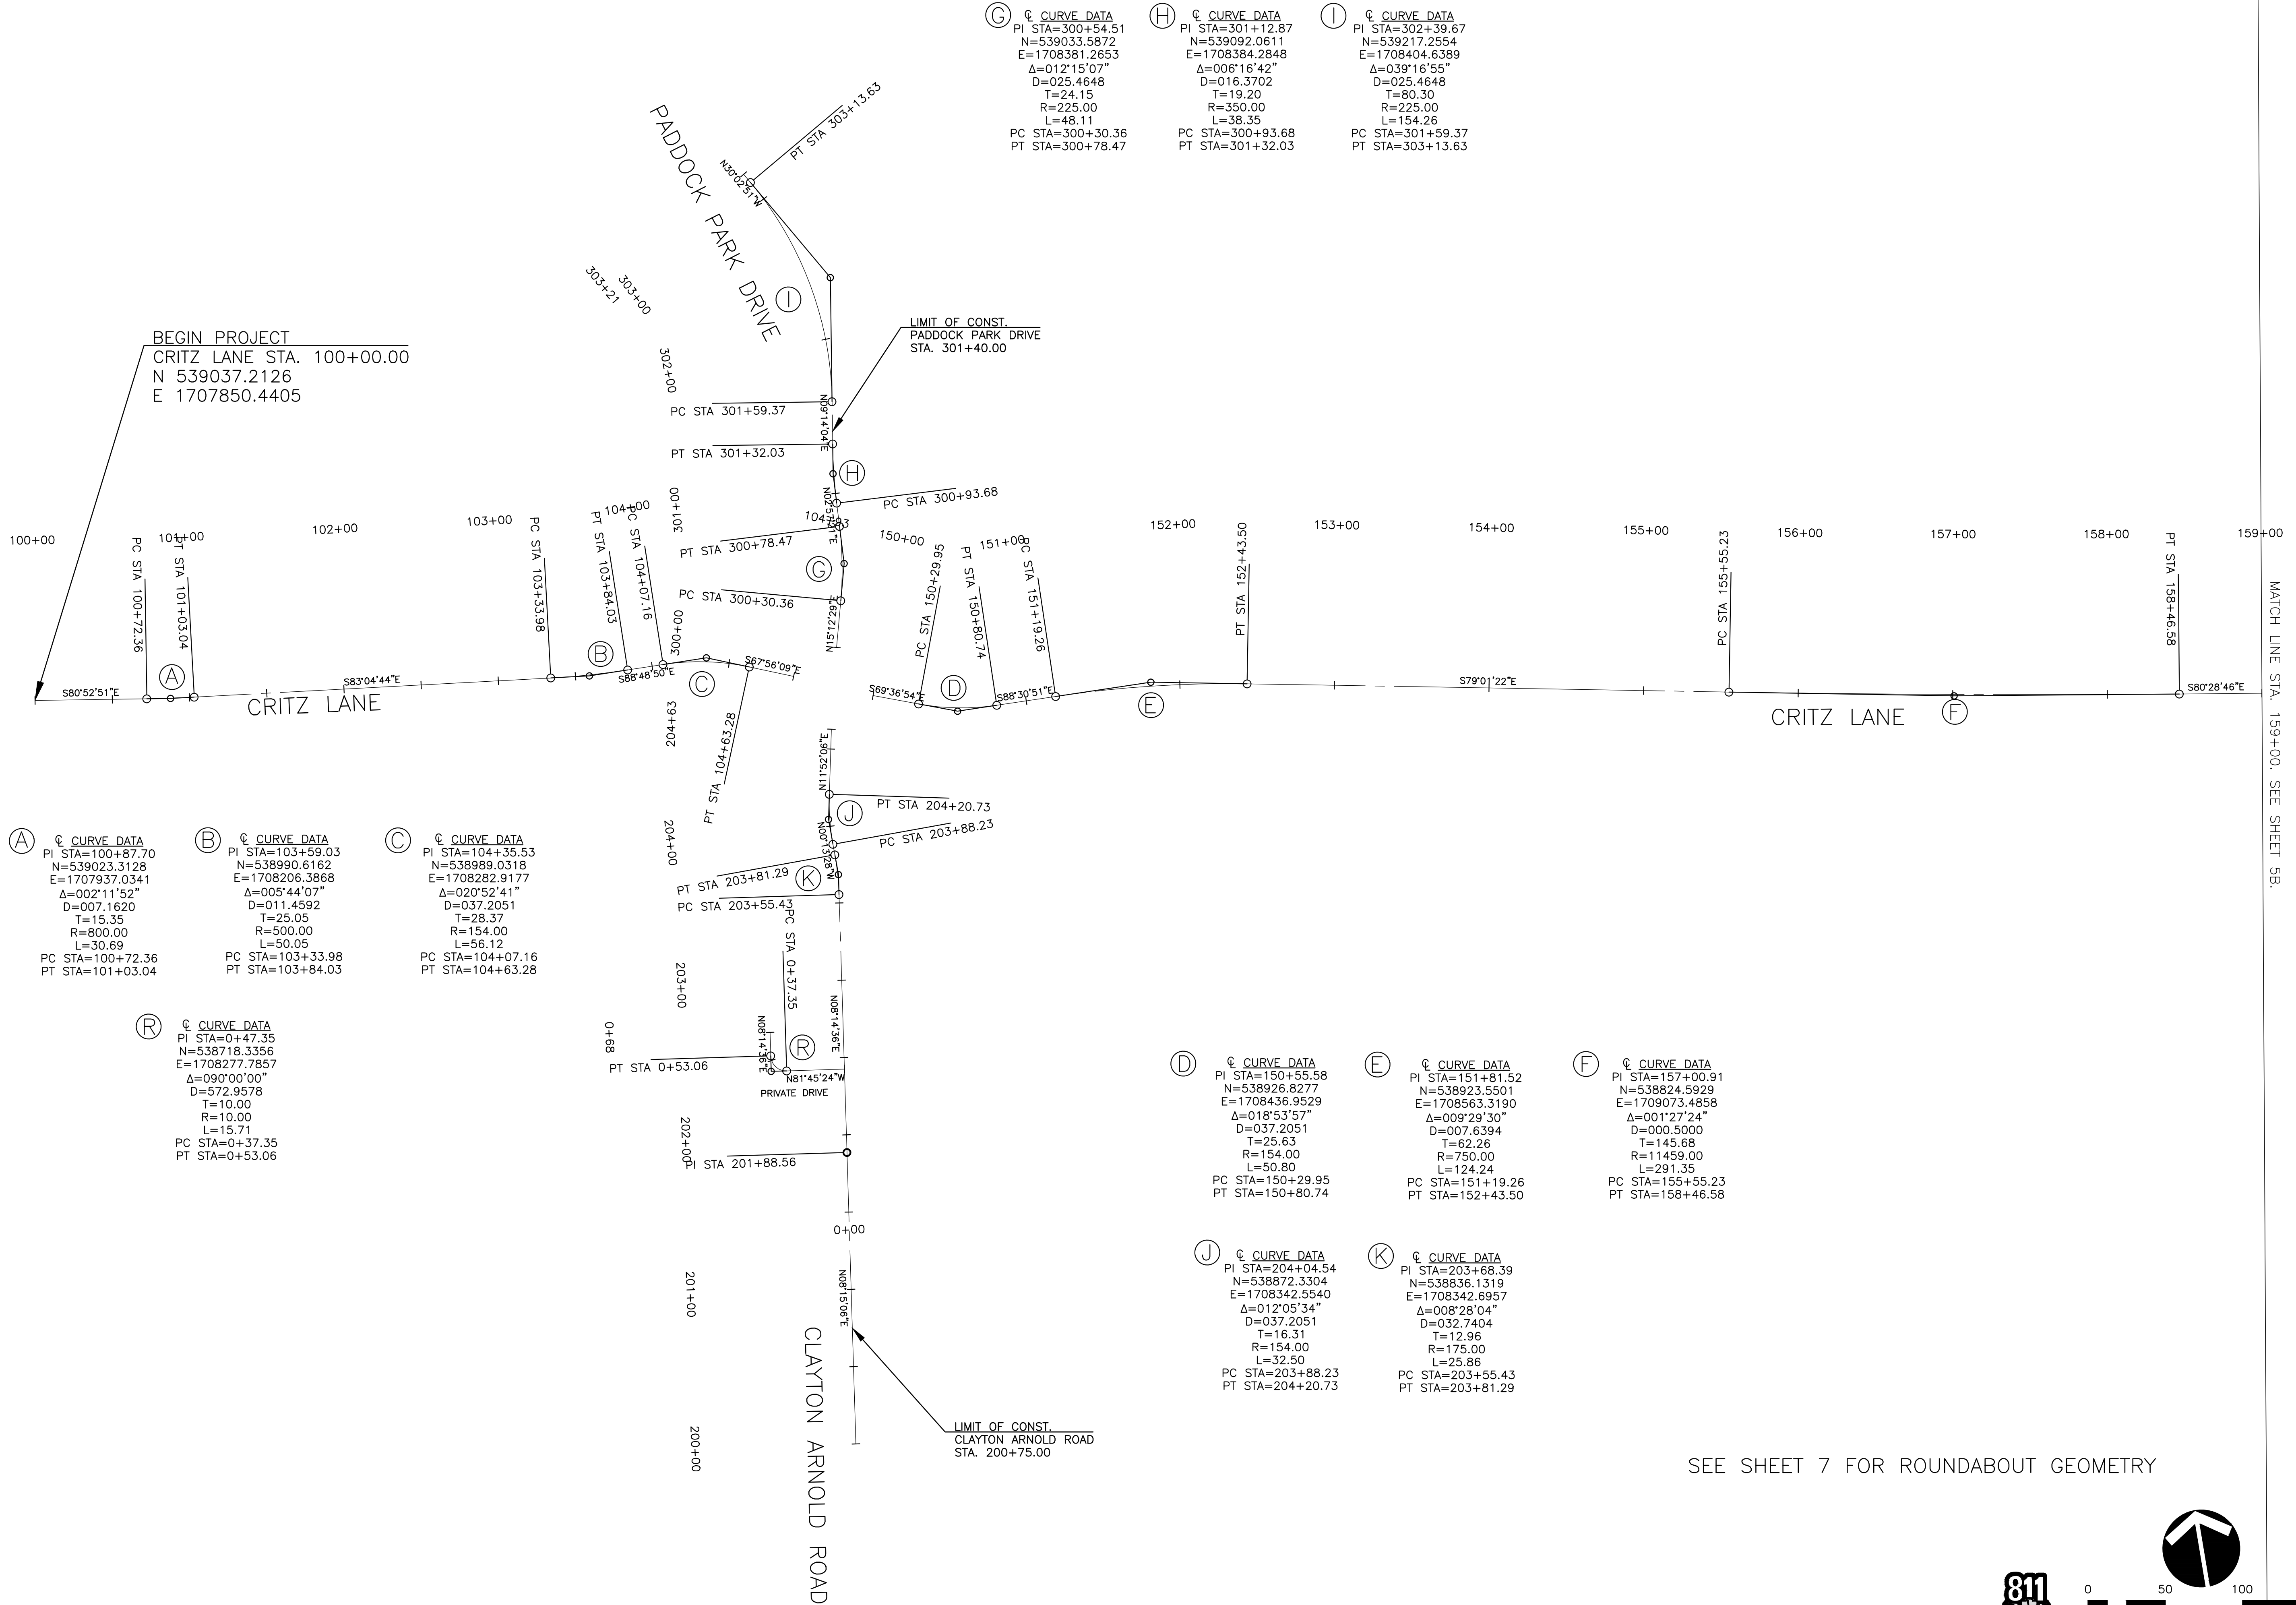 G
℄ CURVE DATA
PI STA=300+54.51
N=539033.5872
E=1708381.2653
Δ=012°15'07"
D=025.4648
T=24.15
R=225.00
L=48.11
PC STA=300+30.36
PT STA=300+78.47
H
℄ CURVE DATA
PI STA=301+12.87
N=539092.0611
E=1708384.2848
Δ=006°16'42"
D=016.3702
T=19.20
R=350.00
L=38.35
PC STA=300+93.68
PT STA=301+32.03
I
℄ CURVE DATA
PI STA=302+39.67
N=539217.2554
E=1708404.6389
Δ=039°16'55"
D=025.4648
T=80.30
R=225.00
L=154.26
PC STA=301+59.37
PT STA=303+13.63
PADDOCK PARK DRIVE
PT STA 303+13.63
N30°02'51"W
I
303+21
303+00
302+00
LIMIT OF CONST.
PADDOCK PARK DRIVE
STA. 301+40.00
BEGIN PROJECT
CRITZ LANE STA. 100+00.00
N 539037.2126
E 1707850.4405
PC STA 301+59.37
N09°14'04"E
PT STA 301+32.03
H
301+00
PC STA 300+93.68
N02°57'21"E
PT STA 300+78.47
G
PC STA 300+30.36
N15°12'29"E
300+00
100+00
PC STA 100+72.36
101+00
PT STA 101+03.04
102+00
103+00
PC STA 103+33.98
PT STA 103+84.03
104+00
PC STA 104+07.16
104+93
150+00
PC STA 150+29.95
PT STA 150+80.74
151+00
PC STA 151+19.26
152+00
PT STA 152+43.50
153+00
154+00
155+00
PC STA 155+55.23
156+00
157+00
158+00
PT STA 158+46.58
159+00
S80°52'51"E
A
S83°04'44"E
CRITZ LANE
B
S88°48'50"E
C
S67°56'09"E
S69°36'54"E
D
S88°30'51"E
E
S79°01'22"E
CRITZ LANE
F
S80°28'46"E
MATCH LINE STA. 159+00. SEE SHEET 5B.
204+63
PT STA 104+63.28
N11°52'06"E
PT STA 204+20.73
J
PC STA 203+88.23
204+00
N00°13'28"W
PT STA 203+81.29
K
PC STA 203+55.43
PC STA 0+37.35
203+00
N08°14'36"E
0+68
N08°14'36"E
R
PT STA 0+53.06
N81°45'24"W
PRIVATE DRIVE
202+00
PI STA 201+88.56
0+00
201+00
N08°15'06"E
CLAYTON ARNOLD ROAD
200+00
LIMIT OF CONST.
CLAYTON ARNOLD ROAD
STA. 200+75.00
A
℄ CURVE DATA
PI STA=100+87.70
N=539023.3128
E=1707937.0341
Δ=002°11'52"
D=007.1620
T=15.35
R=800.00
L=30.69
PC STA=100+72.36
PT STA=101+03.04
B
℄ CURVE DATA
PI STA=103+59.03
N=538990.6162
E=1708206.3868
Δ=005°44'07"
D=011.4592
T=25.05
R=500.00
L=50.05
PC STA=103+33.98
PT STA=103+84.03
C
℄ CURVE DATA
PI STA=104+35.53
N=538989.0318
E=1708282.9177
Δ=020°52'41"
D=037.2051
T=28.37
R=154.00
L=56.12
PC STA=104+07.16
PT STA=104+63.28
R
℄ CURVE DATA
PI STA=0+47.35
N=538718.3356
E=1708277.7857
Δ=090°00'00"
D=572.9578
T=10.00
R=10.00
L=15.71
PC STA=0+37.35
PT STA=0+53.06
D
℄ CURVE DATA
PI STA=150+55.58
N=538926.8277
E=1708436.9529
Δ=018°53'57"
D=037.2051
T=25.63
R=154.00
L=50.80
PC STA=150+29.95
PT STA=150+80.74
E
℄ CURVE DATA
PI STA=151+81.52
N=538923.5501
E=1708563.3190
Δ=009°29'30"
D=007.6394
T=62.26
R=750.00
L=124.24
PC STA=151+19.26
PT STA=152+43.50
F
℄ CURVE DATA
PI STA=157+00.91
N=538824.5929
E=1709073.4858
Δ=001°27'24"
D=000.5000
T=145.68
R=11459.00
L=291.35
PC STA=155+55.23
PT STA=158+46.58
J
℄ CURVE DATA
PI STA=204+04.54
N=538872.3304
E=1708342.5540
Δ=012°05'34"
D=037.2051
T=16.31
R=154.00
L=32.50
PC STA=203+88.23
PT STA=204+20.73
K
℄ CURVE DATA
PI STA=203+68.39
N=538836.1319
E=1708342.6957
Δ=008°28'04"
D=032.7404
T=12.96
R=175.00
L=25.86
PC STA=203+55.43
PT STA=203+81.29
SEE SHEET 7 FOR ROUNDABOUT GEOMETRY
811
0 50 100